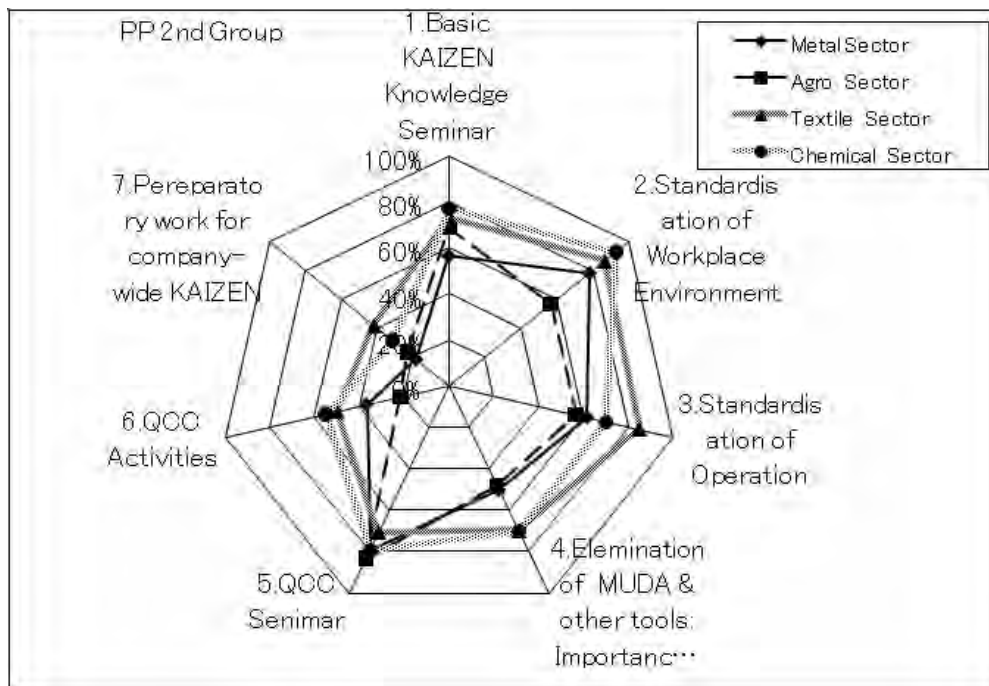 PP 2nd Group
1.Basic
KAIZEN
Knowledge
Seminar
Metal Sector
Agro Sector
Textile Sector
Chemical Sector
100%
80%
60%
40%
20%
0%
2.Standardis
ation of
Workplace
Environment
3.Standardis
ation of
Operation
4.Elemination
of MUDA &
other tools:
Importanc…
5.QCC
Senimar
6.QCC
Activities
7.Pereparato
ry work for
company-
wide KAIZEN